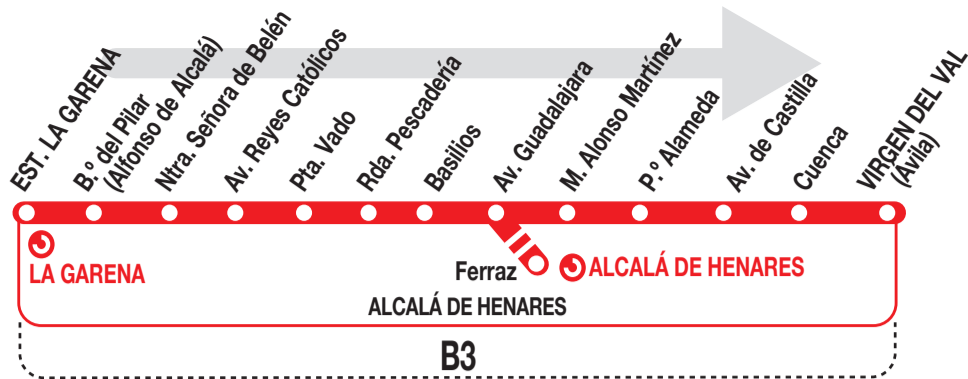 EST. LA GARENA
B.º del Pilar
(Alfonso de Alcalá)
Ntra. Señora de Belén
Av. Reyes Católicos
Pta. Vado
Rda. Pescadería
Basilios
Av. Guadalajara
M. Alonso Martínez
P.º Alameda
Av. de Castilla
Cuenca
VIRGEN DEL VAL
(Ávila)
LA GARENA
Ferraz
ALCALÁ DE HENARES
ALCALÁ DE HENARES
B3